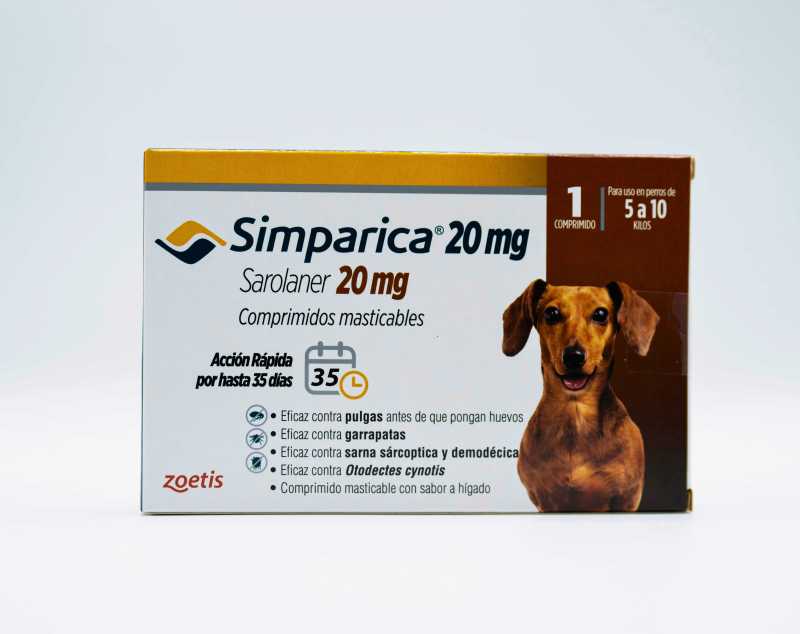 Simparica® 20 mg
Sarolaner 20 mg
Comprimidos masticables
1
COMPRIMIDO
Para uso en perros de
5 a 10
KILOS
Acción Rápida
por hasta 35 días
35
• Eficaz contra pulgas antes de que pongan huevos
• Eficaz contra garrapatas
• Eficaz contra sarna sárcoptica y demodécica
• Eficaz contra Otodectes cynotis
• Comprimido masticable con sabor a hígado
zoetis